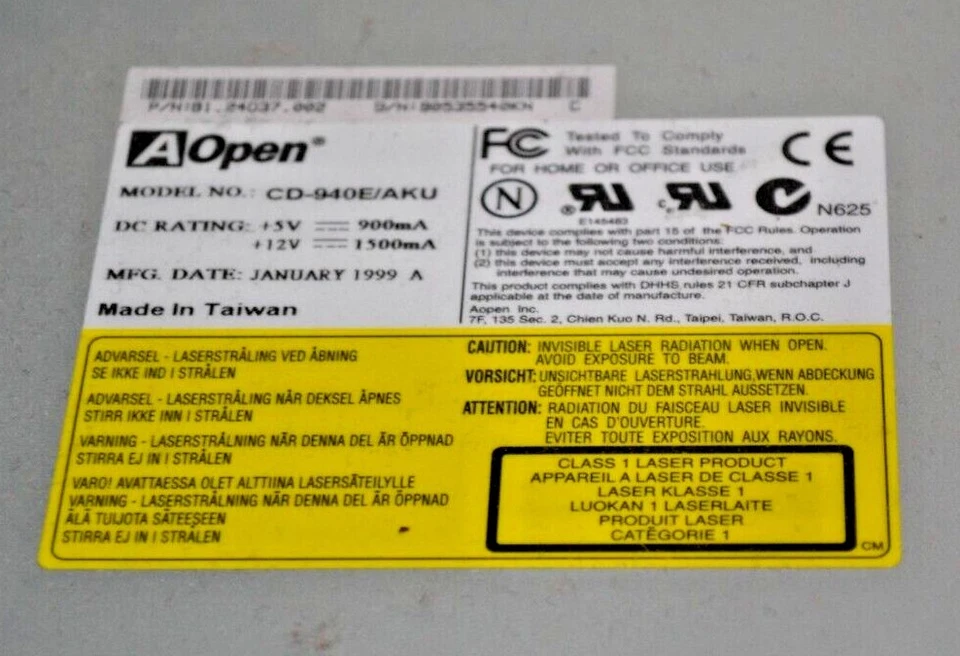 P/N:81.24037.002 S/N:90535540KN C
AOpen®
MODEL NO.: CD-940E/AKU
DC RATING: +5V 900mA
+12V 1500mA
MFG. DATE: JANUARY 1999 A
Made In Taiwan
FC Tested To Comply
With FCC Standards
FOR HOME OR OFFICE USE
CE
N
®
c
N625
E145483
This device complies with part 15 of the FCC Rules. Operation
is subject to the following two conditions:
(1) this device may not cause harmful interference, and
(2) this device must accept any interference received, including
interference that may cause undesired operation.
This product complies with DHHS rules 21 CFR subchapter J
applicable at the date of manufacture.
Aopen Inc.
7F, 135 Sec. 2, Chien Kuo N. Rd., Taipei, Taiwan, R.O.C.
ADVARSEL - LASERSTRÅLING VED ÅBNING
SE IKKE IND I STRÅLEN
ADVARSEL - LASERSTRÅLING NÅR DEKSEL ÅPNES
STIRR IKKE INN I STRÅLEN
VARNING - LASERSTRÅLNING NÄR DENNA DEL ÄR ÖPPNAD
STIRRA EJ IN I STRÅLEN
VARO! AVATTAESSA OLET ALTTIINA LASERSÄTEILYLLE
VARNING - LASERSTRÅLNING NÄR DENNA DEL ÄR ÖPPNAD
ÄLÄ TUIJOTA SÄTEESEEN
STIRRA EJ IN I STRÅLEN
CAUTION: INVISIBLE LASER RADIATION WHEN OPEN.
AVOID EXPOSURE TO BEAM.
VORSICHT: UNSICHTBARE LASERSTRAHLUNG,WENN ABDECKUNG
GEÖFFNET NICHT DEM STRAHL AUSSETZEN.
ATTENTION: RADIATION DU FAISCEAU LASER INVISIBLE
EN CAS D'OUVERTURE.
EVITER TOUTE EXPOSITION AUX RAYONS.
CLASS 1 LASER PRODUCT
APPAREIL A LASER DE CLASSE 1
LASER KLASSE 1
LUOKAN 1 LASERLAITE
PRODUIT LASER
CATÉGORIE 1
CM